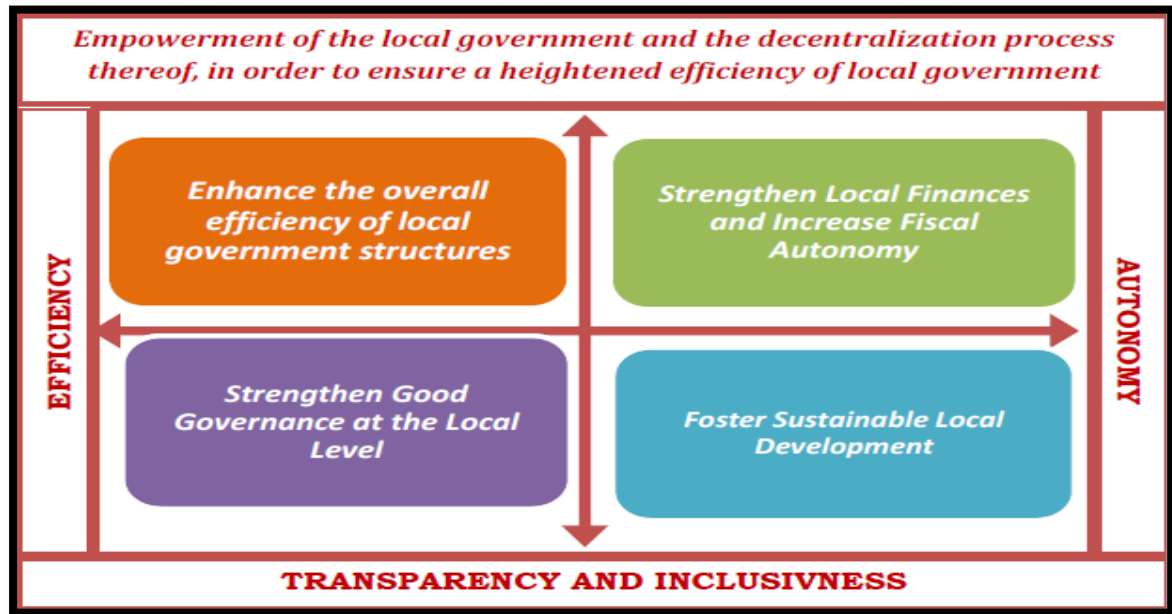 Empowerment of the local government and the decentralization process
thereof, in order to ensure a heightened efficiency of local government
EFFICIENCY
Enhance the overall
efficiency of local
government structures
Strengthen Local Finances
and Increase Fiscal
Autonomy
AUTONOMY
Strengthen Good
Governance at the Local
Level
Foster Sustainable Local
Development
TRANSPARENCY AND INCLUSIVNESS